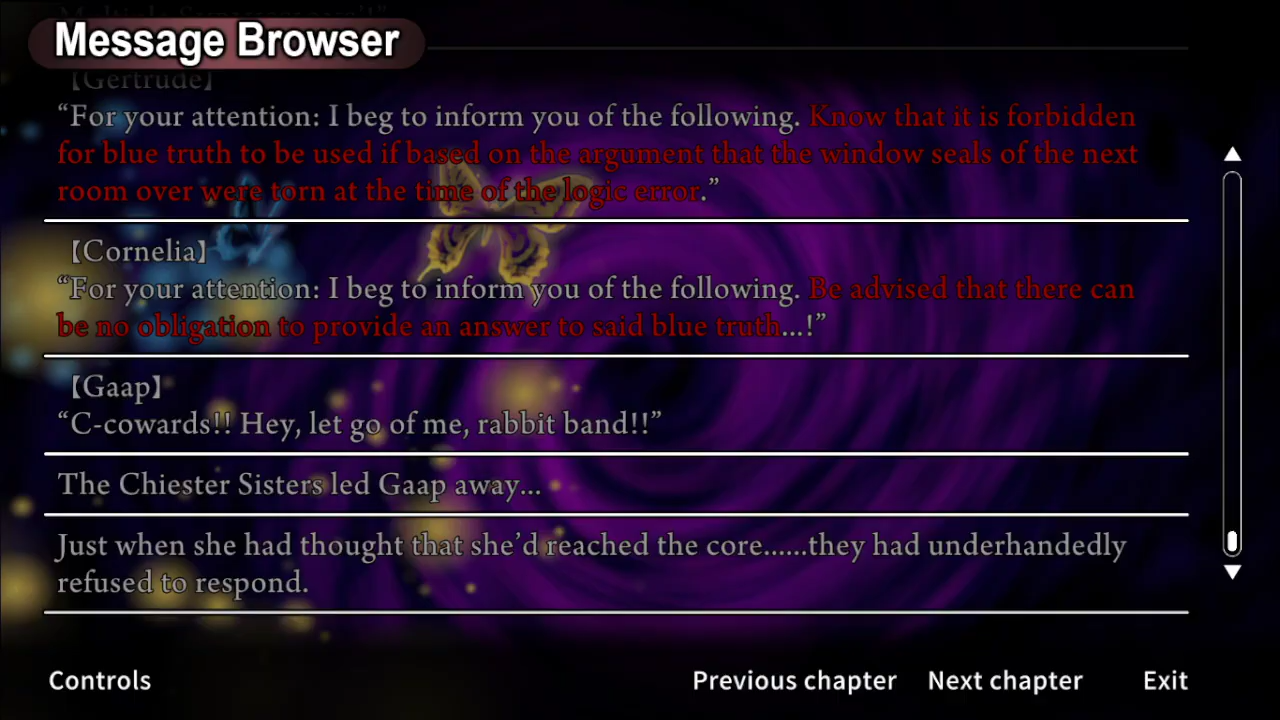 Message Browser
【Gertrude】
“For your attention: I beg to inform you of the following. Know that it is forbidden
for blue truth to be used if based on the argument that the window seals of the next
room over were torn at the time of the logic error.”
【Cornelia】
“For your attention: I beg to inform you of the following. Be advised that there can
be no obligation to provide an answer to said blue truth...!”
【Gaap】
“C-cowards!! Hey, let go of me, rabbit band!!”
The Chiester Sisters led Gaap away...
Just when she had thought that she’d reached the core......they had underhandedly
refused to respond.
Controls
Previous chapter
Next chapter
Exit